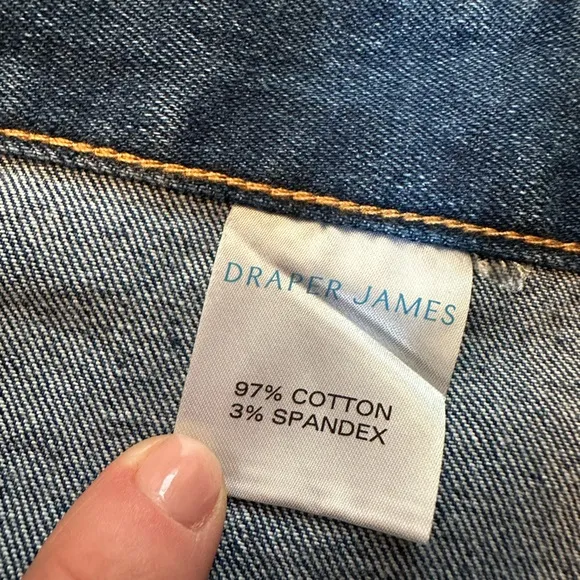 DRAPER JAMES
97% COTTON
3% SPANDEX